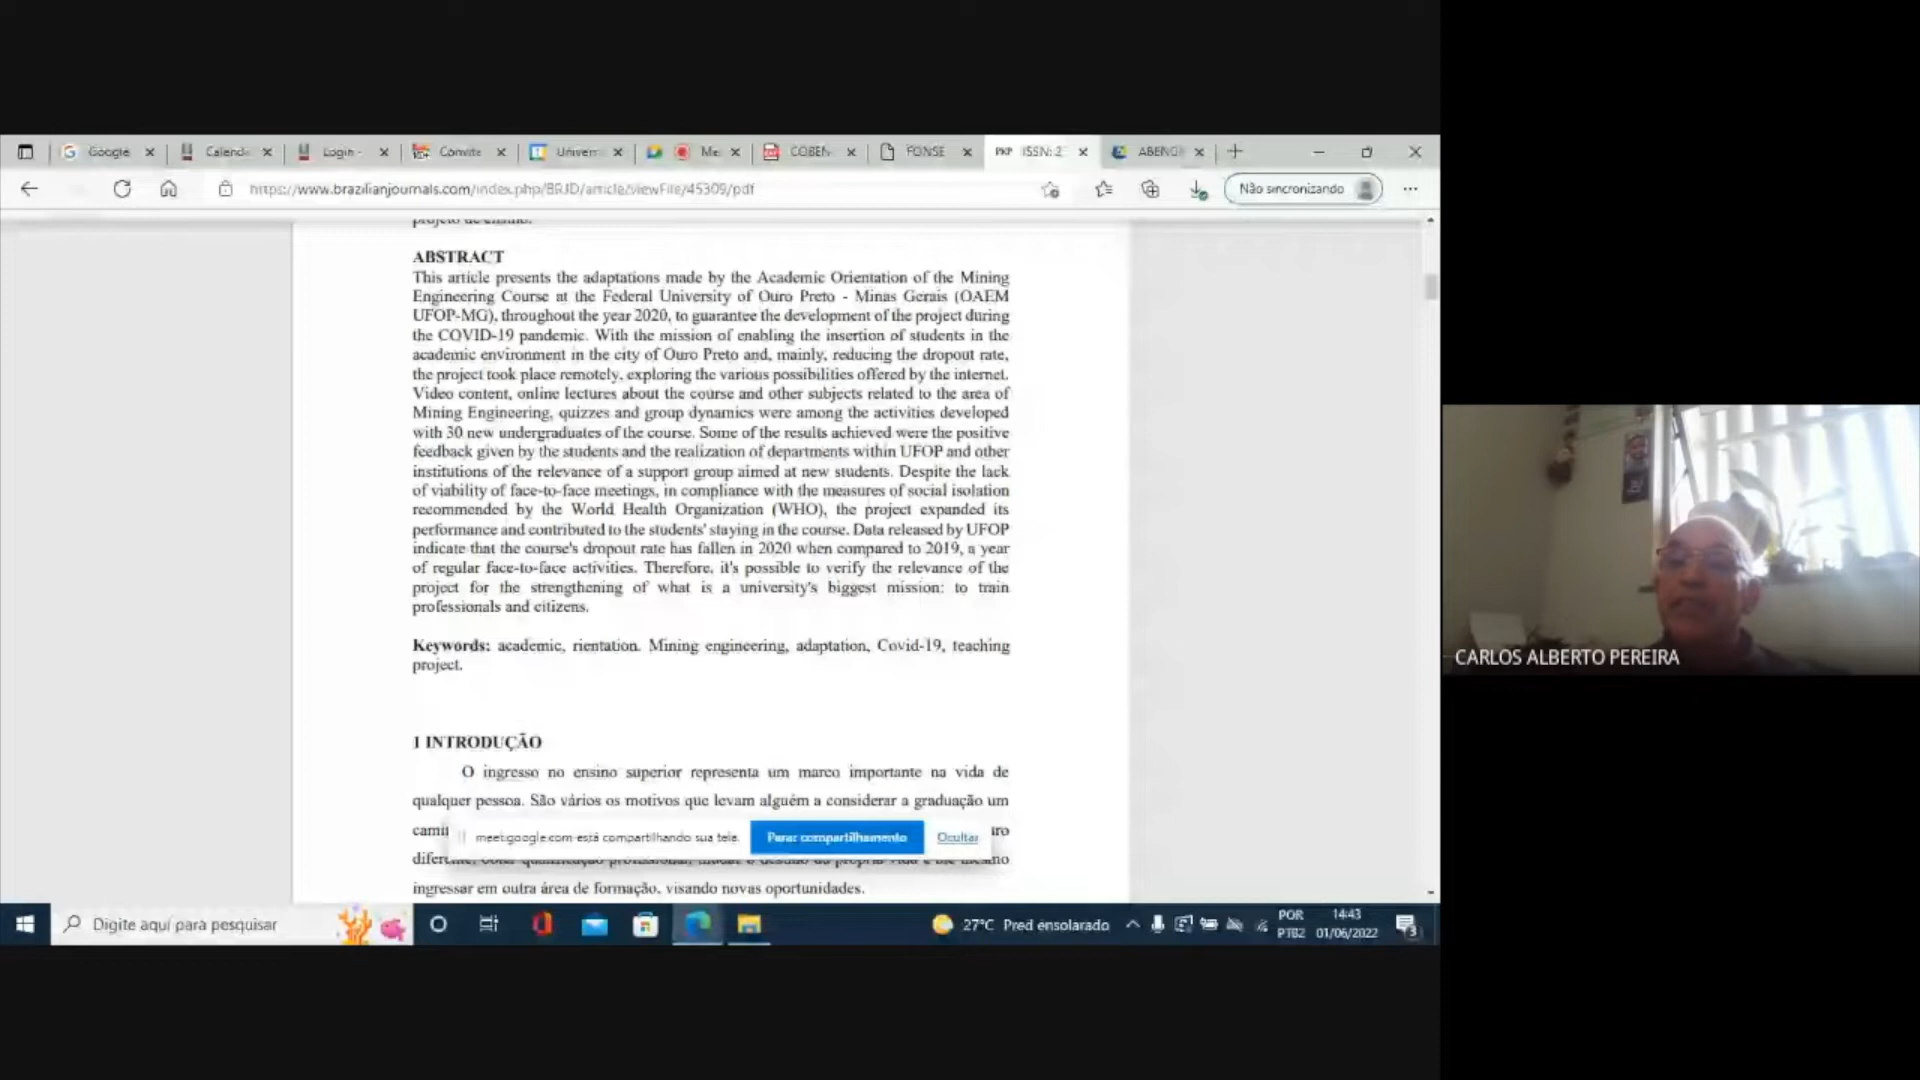 Google
Calend
Login -
Convite
Univers
Me
COBEN
FONSE
PKP ISSN: 2
ABENG
https://www.brazilianjournals.com/index.php/BRJD/article/viewFile/45309/pdf
Não sincronizando
projeto de ensino.
ABSTRACT
This article presents the adaptations made by the Academic Orientation of the Mining
Engineering Course at the Federal University of Ouro Preto - Minas Gerais (OAEM
UFOP-MG), throughout the year 2020, to guarantee the development of the project during
the COVID-19 pandemic. With the mission of enabling the insertion of students in the
academic environment in the city of Ouro Preto and, mainly, reducing the dropout rate,
the project took place remotely, exploring the various possibilities offered by the internet.
Video content, online lectures about the course and other subjects related to the area of
Mining Engineering, quizzes and group dynamics were among the activities developed
with 30 new undergraduates of the course. Some of the results achieved were the positive
feedback given by the students and the realization of departments within UFOP and other
institutions of the relevance of a support group aimed at new students. Despite the lack
of viability of face-to-face meetings, in compliance with the measures of social isolation
recommended by the World Health Organization (WHO), the project expanded its
performance and contributed to the students' staying in the course. Data released by UFOP
indicate that the course's dropout rate has fallen in 2020 when compared to 2019, a year
of regular face-to-face activities. Therefore, it's possible to verify the relevance of the
project for the strengthening of what is a university's biggest mission: to train
professionals and citizens.
Keywords: academic, rientation. Mining engineering, adaptation, Covid-19, teaching
project.
1 INTRODUÇÃO
O ingresso no ensino superior representa um marco importante na vida de
qualquer pessoa. São vários os motivos que levam alguém a considerar a graduação um
meet.google.com está compartilhando sua tela.
Parar compartilhamento
Ocultar
ingressar em outra área de formação, visando novas oportunidades.
Digite aqui para pesquisar
27°C Pred ensolarado
POR
PTB2
14:43
01/06/2022
3
CARLOS ALBERTO PEREIRA